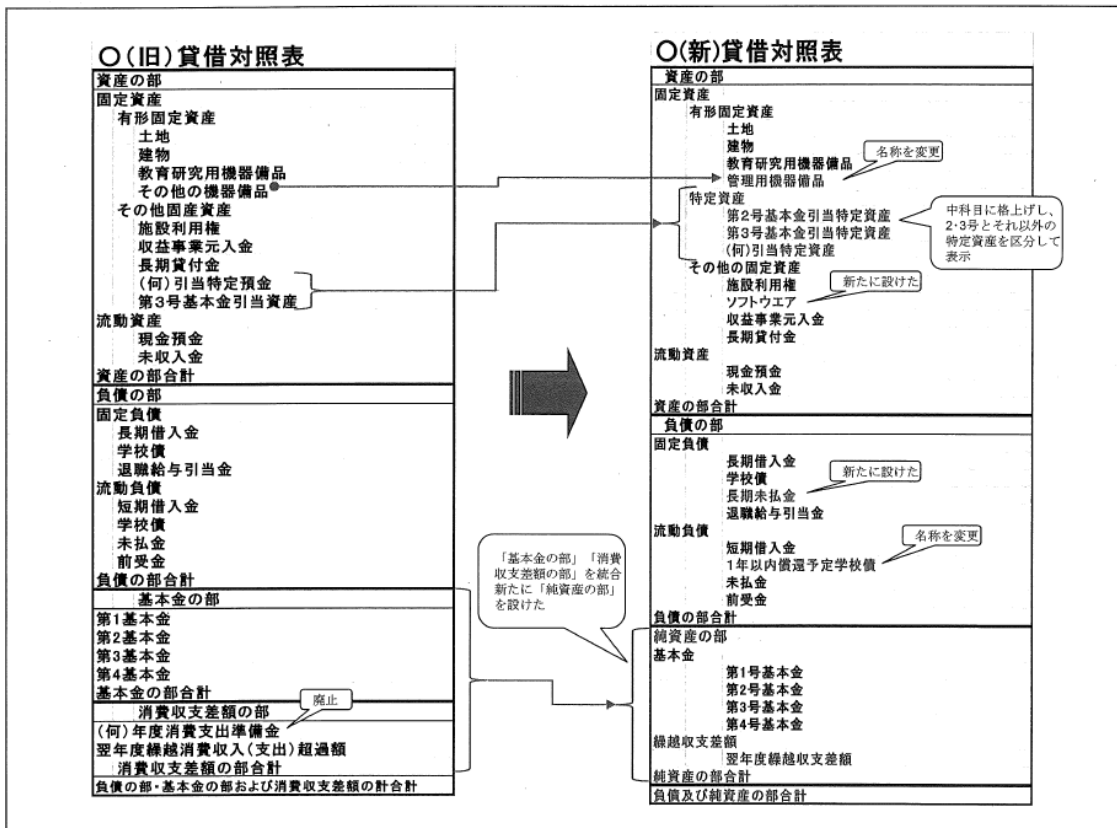 ○(旧)貸借対照表
資産の部
固定資産
有形固定資産
土地
建物
教育研究用機器備品
その他の機器備品
その他固産資産
施設利用権
収益事業元入金
長期貸付金
(何)引当特定預金
第3号基本金引当資産
流動資産
現金預金
未収入金
資産の部合計
負債の部
固定負債
長期借入金
学校債
退職給与引当金
流動負債
短期借入金
学校債
未払金
前受金
負債の部合計
基本金の部
第1基本金
第2基本金
第3基本金
第4基本金
基本金の部合計
廃止
消費収支差額の部
(何)年度消費支出準備金
翌年度繰越消費収入(支出)超過額
消費収支差額の部合計
負債の部・基本金の部および消費収支差額の計合計
「基本金の部」「消費
収支差額の部」を統合
新たに「純資産の部」
を設けた
○(新)貸借対照表
資産の部
固定資産
有形固定資産
土地
建物
教育研究用機器備品
管理用機器備品
名称を変更
特定資産
第2号基本金引当特定資産
第3号基本金引当特定資産
(何)引当特定資産
中科目に格上げし、
2・3号とそれ以外の
特定資産を区分して
表示
その他の固定資産
施設利用権
ソフトウエア
新たに設けた
収益事業元入金
長期貸付金
流動資産
現金預金
未収入金
資産の部合計
負債の部
固定負債
長期借入金
学校債
長期未払金
新たに設けた
退職給与引当金
流動負債
短期借入金
1年以内償還予定学校債
名称を変更
未払金
前受金
負債の部合計
純資産の部
基本金
第1号基本金
第2号基本金
第3号基本金
第4号基本金
繰越収支差額
翌年度繰越収支差額
純資産の部合計
負債及び純資産の部合計